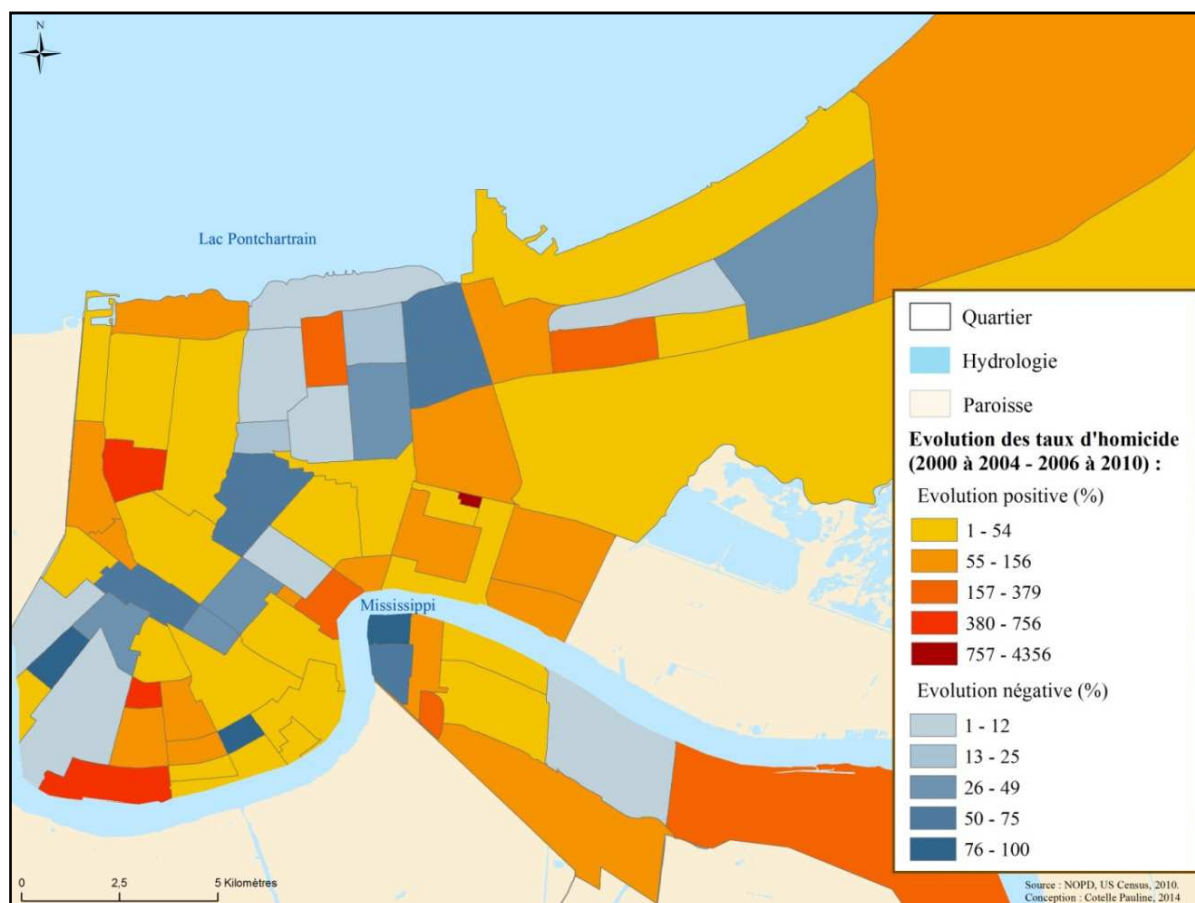 N
Lac Pontchartrain
Mississippi
Quartier
Hydrologie
Paroisse
Evolution des taux d'homicide
(2000 à 2004 - 2006 à 2010) :
Evolution positive (%)
1 - 54
55 - 156
157 - 379
380 - 756
757 - 4356
Evolution négative (%)
1 - 12
13 - 25
26 - 49
50 - 75
76 - 100
0 2,5 5 Kilomètres
Source : NOPD, US Census, 2010.
Conception : Cotelle Pauline, 2014